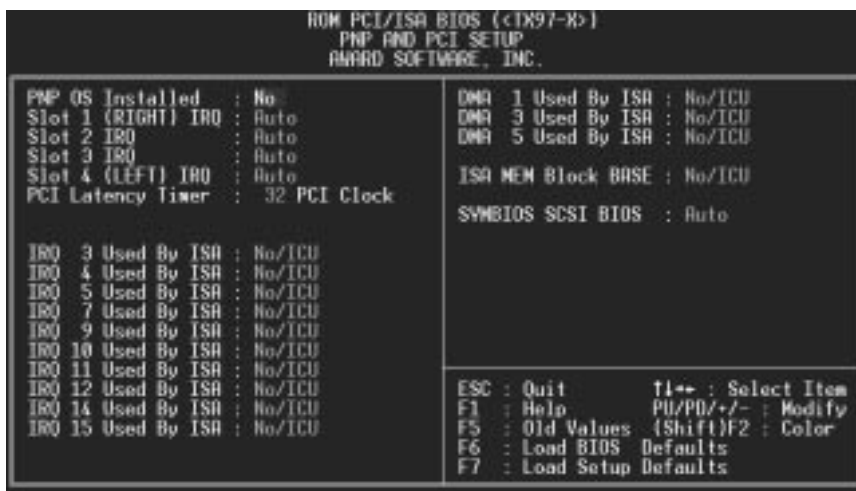 ROM PCI/ISA BIOS (<TX97-X>)
PNP AND PCI SETUP
AWARD SOFTWARE, INC.
PNP OS Installed : No
Slot 1 (RIGHT) IRQ : Auto
Slot 2 IRQ : Auto
Slot 3 IRQ : Auto
Slot 4 (LEFT) IRQ : Auto
PCI Latency Timer : 32 PCI Clock
IRQ 3 Used By ISA : No/ICU
IRQ 4 Used By ISA : No/ICU
IRQ 5 Used By ISA : No/ICU
IRQ 7 Used By ISA : No/ICU
IRQ 9 Used By ISA : No/ICU
IRQ 10 Used By ISA : No/ICU
IRQ 11 Used By ISA : No/ICU
IRQ 12 Used By ISA : No/ICU
IRQ 14 Used By ISA : No/ICU
IRQ 15 Used By ISA : No/ICU
DMA 1 Used By ISA : No/ICU
DMA 3 Used By ISA : No/ICU
DMA 5 Used By ISA : No/ICU
ISA MEM Block BASE : No/ICU
SYMBIOS SCSI BIOS : Auto
ESC : Quit ↑↓→← : Select Item
F1 : Help PU/PD/+/- : Modify
F5 : Old Values (Shift)F2 : Color
F6 : Load BIOS Defaults
F7 : Load Setup Defaults